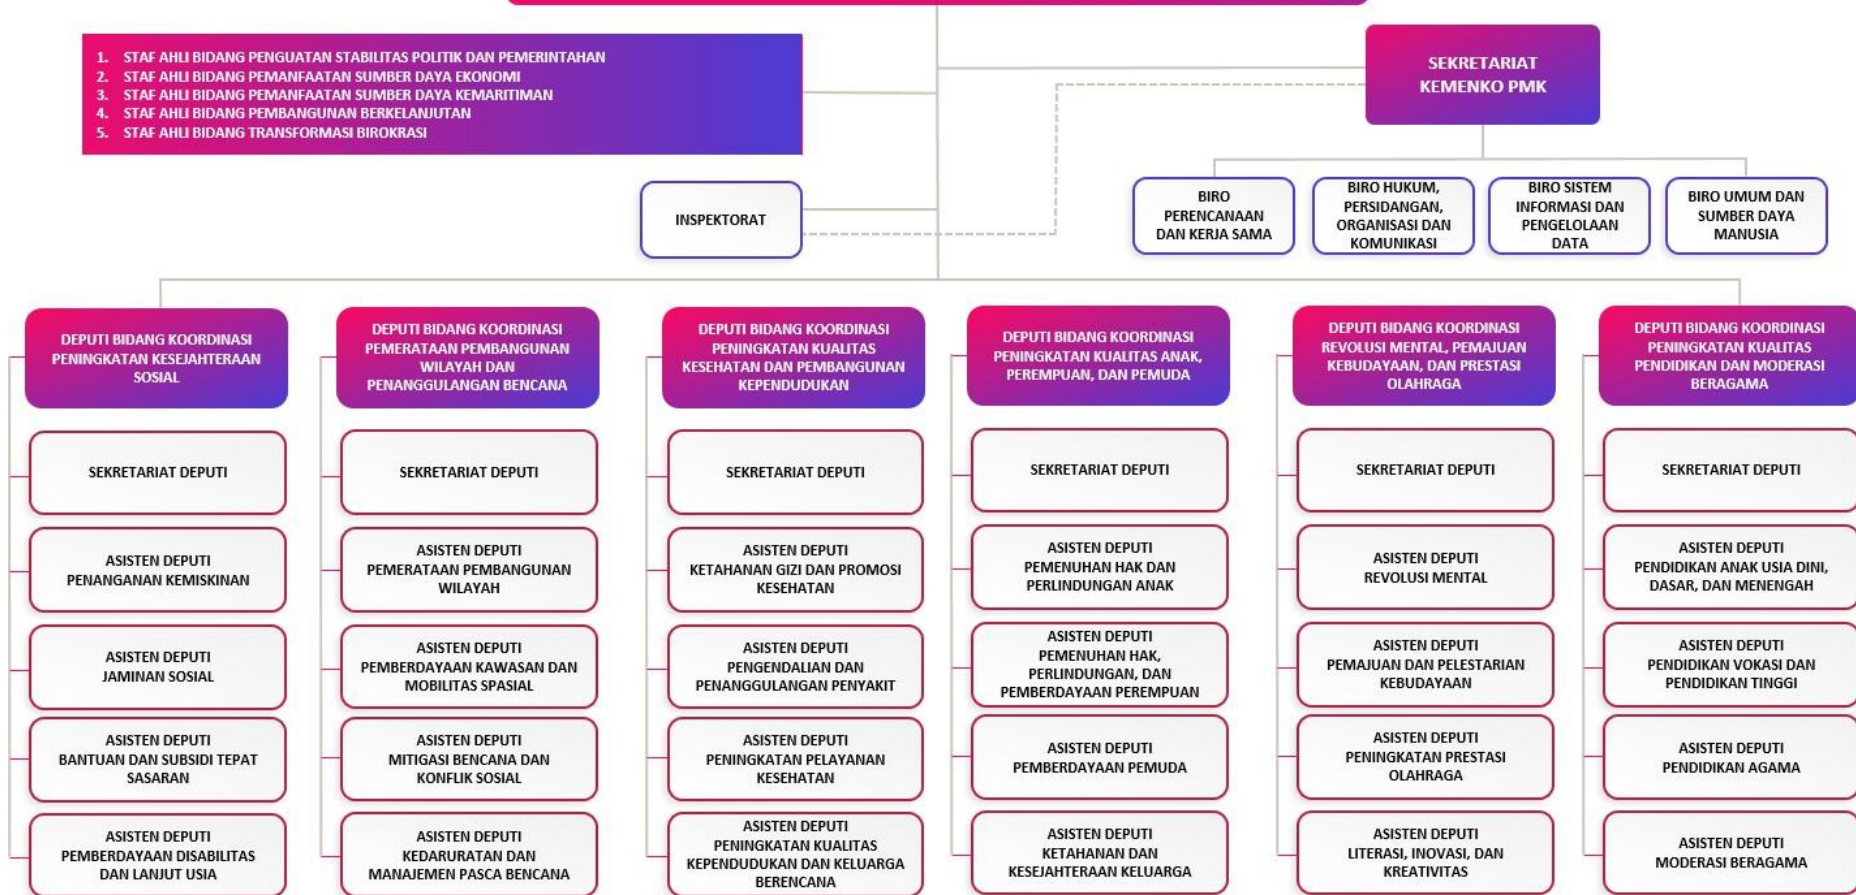 1. STAF AHLI BIDANG PENGUATAN STABILITAS POLITIK DAN PEMERINTAHAN
2. STAF AHLI BIDANG PEMANFAATAN SUMBER DAYA EKONOMI
3. STAF AHLI BIDANG PEMANFAATAN SUMBER DAYA KEMARITIMAN
4. STAF AHLI BIDANG PEMBANGUNAN BERKELANJUTAN
5. STAF AHLI BIDANG TRANSFORMASI BIROKRASI
SEKRETARIAT
KEMENKO PMK
INSPEKTORAT
BIRO
PERENCANAAN
DAN KERJA SAMA
BIRO HUKUM,
PERSIDANGAN,
ORGANISASI DAN
KOMUNIKASI
BIRO SISTEM
INFORMASI DAN
PENGELOLAAN
DATA
BIRO UMUM DAN
SUMBER DAYA
MANUSIA
DEPUTI BIDANG KOORDINASI
PENINGKATAN KESEJAHTERAAN
SOSIAL
SEKRETARIAT DEPUTI
ASISTEN DEPUTI
PENANGANAN KEMISKINAN
ASISTEN DEPUTI
JAMINAN SOSIAL
ASISTEN DEPUTI
BANTUAN DAN SUBSIDI TEPAT
SASARAN
ASISTEN DEPUTI
PEMBERDAYAAN DISABILITAS
DAN LANJUT USIA
DEPUTI BIDANG KOORDINASI
PEMERATAAN PEMBANGUNAN
WILAYAH DAN
PENANGGULANGAN BENCANA
SEKRETARIAT DEPUTI
ASISTEN DEPUTI
PEMERATAAN PEMBANGUNAN
WILAYAH
ASISTEN DEPUTI
PEMBERDAYAAN KAWASAN DAN
MOBILITAS SPASIAL
ASISTEN DEPUTI
MITIGASI BENCANA DAN
KONFLIK SOSIAL
ASISTEN DEPUTI
KEDARURATAN DAN
MANAJEMEN PASCA BENCANA
DEPUTI BIDANG KOORDINASI
PENINGKATAN KUALITAS
KESEHATAN DAN PEMBANGUNAN
KEPENDUDUKAN
SEKRETARIAT DEPUTI
ASISTEN DEPUTI
KETAHANAN GIZI DAN PROMOSI
KESEHATAN
ASISTEN DEPUTI
PENGENDALIAN DAN
PENANGGULANGAN PENYAKIT
ASISTEN DEPUTI
PENINGKATAN PELAYANAN
KESEHATAN
ASISTEN DEPUTI
PENINGKATAN KUALITAS
KEPENDUDUKAN DAN KELUARGA
BERENCANA
DEPUTI BIDANG KOORDINASI
PENINGKATAN KUALITAS ANAK,
PEREMPUAN, DAN PEMUDA
SEKRETARIAT DEPUTI
ASISTEN DEPUTI
PEMENUHAN HAK DAN
PERLINDUNGAN ANAK
ASISTEN DEPUTI
PEMENUHAN HAK,
PERLINDUNGAN, DAN
PEMBERDAYAAN PEREMPUAN
ASISTEN DEPUTI
PEMBERDAYAAN PEMUDA
ASISTEN DEPUTI
KETAHANAN DAN
KESEJAHTERAAN KELUARGA
DEPUTI BIDANG KOORDINASI
REVOLUSI MENTAL, PEMAJUAN
KEBUDAYAAN, DAN PRESTASI
OLAHRAGA
SEKRETARIAT DEPUTI
ASISTEN DEPUTI
REVOLUSI MENTAL
ASISTEN DEPUTI
PEMAJUAN DAN PELESTARIAN
KEBUDAYAAN
ASISTEN DEPUTI
PENINGKATAN PRESTASI
OLAHRAGA
ASISTEN DEPUTI
LITERASI, INOVASI, DAN
KREATIVITAS
DEPUTI BIDANG KOORDINASI
PENINGKATAN KUALITAS
PENDIDIKAN DAN MODERASI
BERAGAMA
SEKRETARIAT DEPUTI
ASISTEN DEPUTI
PENDIDIKAN ANAK USIA DINI,
DASAR, DAN MENENGAH
ASISTEN DEPUTI
PENDIDIKAN VOKASI DAN
PENDIDIKAN TINGGI
ASISTEN DEPUTI
PENDIDIKAN AGAMA
ASISTEN DEPUTI
MODERASI BERAGAMA